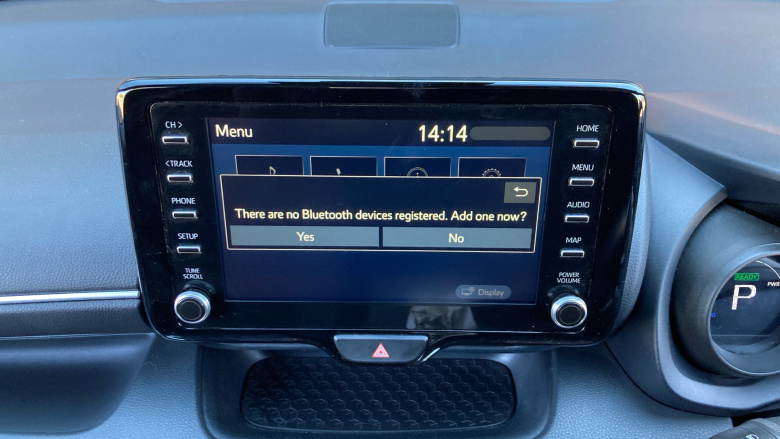 CH >
< TRACK
PHONE
SETUP
TUNE
SCROLL
Menu
14:14
There are no Bluetooth devices registered. Add one now?
Yes
No
Display
HOME
MENU
AUDIO
MAP
POWER
VOLUME
READY
P
PWR